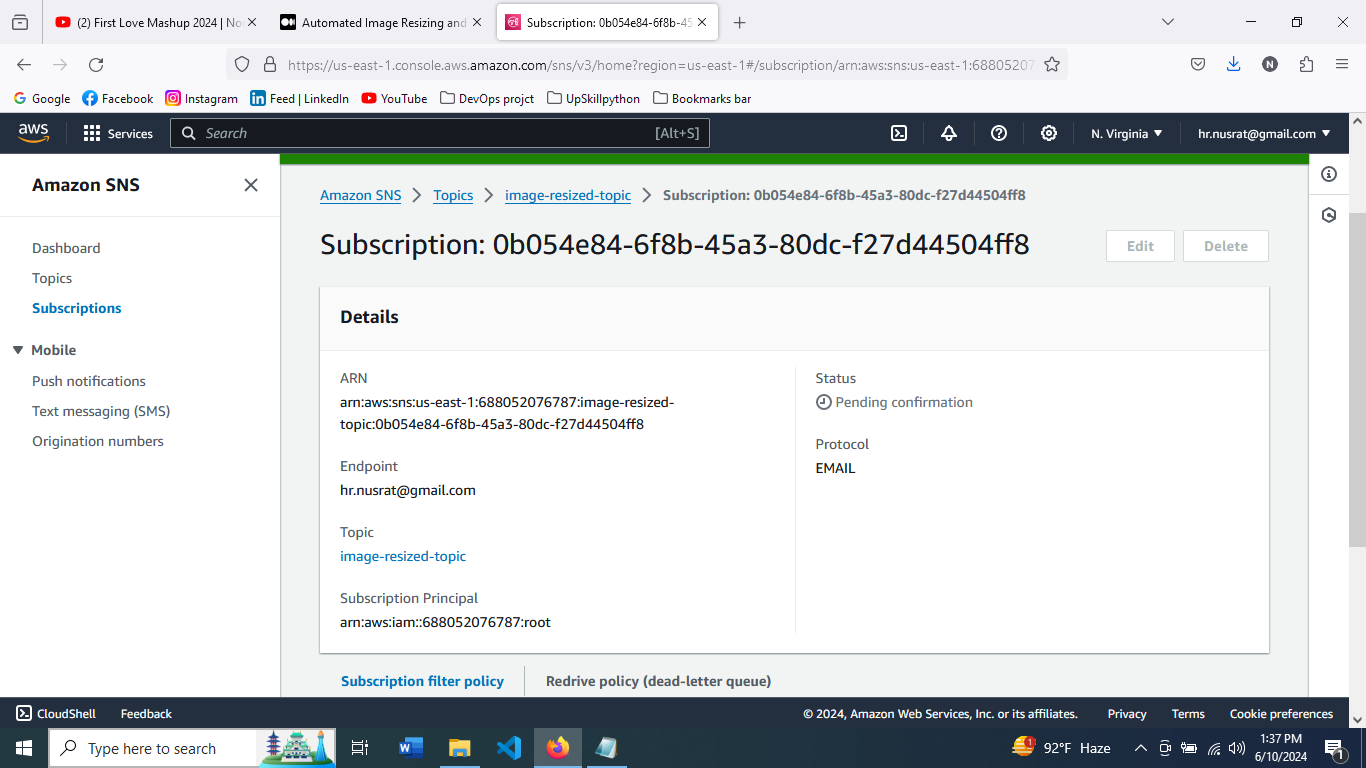 (2) First Love Mashup 2024 | No
Automated Image Resizing and
Subscription: 0b054e84-6f8b-45
https://us-east-1.console.aws.amazon.com/sns/v3/home?region=us-east-1#/subscription/arn:aws:sns:us-east-1:6880520
N
Google
Facebook
Instagram
Feed | LinkedIn
YouTube
DevOps projct
UpSkillpython
Bookmarks bar
aws
Services
Search
[Alt+S]
N. Virginia
hr.nusrat@gmail.com
Amazon SNS
Dashboard
Topics
Subscriptions
Mobile
Push notifications
Text messaging (SMS)
Origination numbers
Amazon SNS
Topics
image-resized-topic
Subscription: 0b054e84-6f8b-45a3-80dc-f27d44504ff8
Subscription: 0b054e84-6f8b-45a3-80dc-f27d44504ff8
Edit
Delete
Details
ARN
arn:aws:sns:us-east-1:688052076787:image-resized-
topic:0b054e84-6f8b-45a3-80dc-f27d44504ff8
Endpoint
hr.nusrat@gmail.com
Topic
image-resized-topic
Subscription Principal
arn:aws:iam::688052076787:root
Status
Pending confirmation
Protocol
EMAIL
Subscription filter policy
Redrive policy (dead-letter queue)
CloudShell
Feedback
© 2024, Amazon Web Services, Inc. or its affiliates.
Privacy
Terms
Cookie preferences
Type here to search
1
92°F Haze
1:37 PM
6/10/2024
1